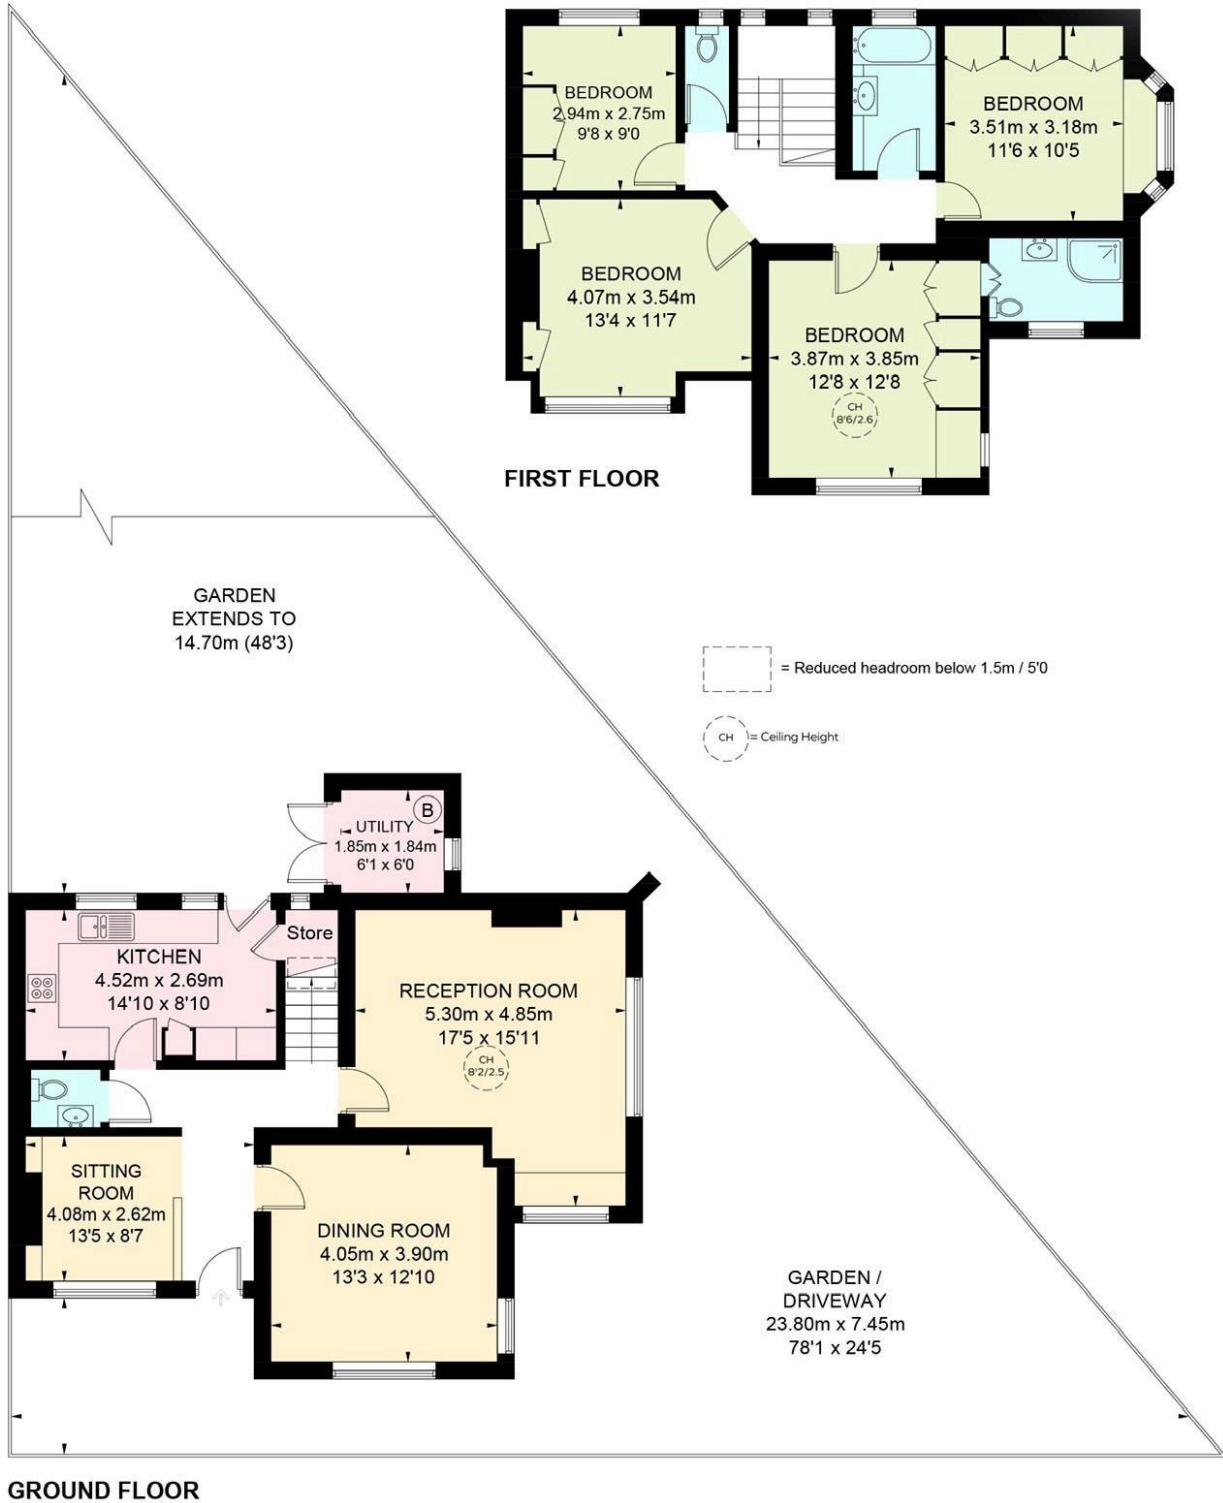 BEDROOM
2.94m x 2.75m
9'8 x 9'0
BEDROOM
3.51m x 3.18m
11'6 x 10'5
BEDROOM
4.07m x 3.54m
13'4 x 11'7
BEDROOM
3.87m x 3.85m
12'8 x 12'8
CH
8'6/2.6
FIRST FLOOR
GARDEN
EXTENDS TO
14.70m (48'3)
= Reduced headroom below 1.5m / 5'0
CH = Ceiling Height
B
UTILITY
1.85m x 1.84m
6'1 x 6'0
Store
KITCHEN
4.52m x 2.69m
14'10 x 8'10
RECEPTION ROOM
5.30m x 4.85m
17'5 x 15'11
CH
8'2/2.5
SITTING
ROOM
4.08m x 2.62m
13'5 x 8'7
DINING ROOM
4.05m x 3.90m
13'3 x 12'10
GARDEN /
DRIVEWAY
23.80m x 7.45m
78'1 x 24'5
GROUND FLOOR